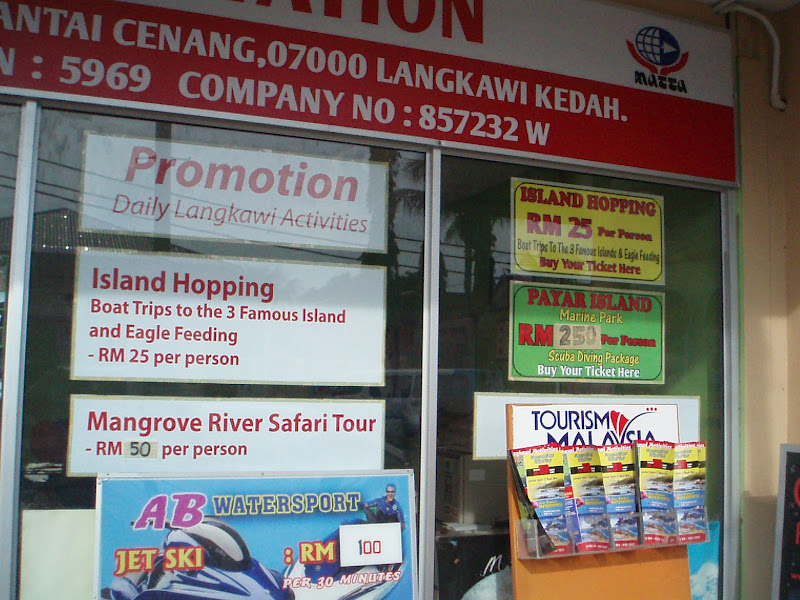 ANTAI CENANG,07000 LANGKAWI KEDAH.
N : 5969 COMPANY NO : 857232 W
MATTA
Promotion
Daily Langkawi Activities
Island Hopping
Boat Trips to the 3 Famous Island
and Eagle Feeding
- RM 25 per person
Mangrove River Safari Tour
- RM 50 per person
AB WATERSPORT
JET SKI : RM 100
PER 30 MINUTES
ISLAND HOPPING
RM 25 Per Person
Boat Trips To The 3 Famous Islands & Eagle Feeding
Buy Your Ticket Here
PAYAR ISLAND
Marine Park
RM 250 Per Person
Scuba Diving Package
Buy Your Ticket Here
TOURISM
MALAYSIA